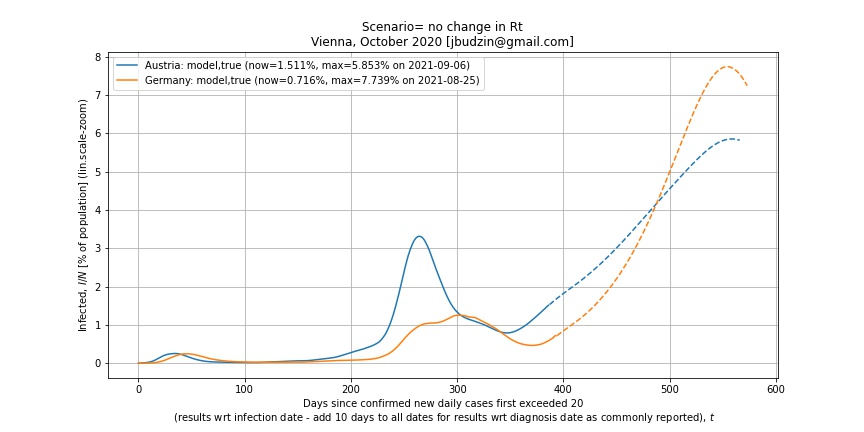 Scenario= no change in Rt
Vienna, October 2020 [jbudzin@gmail.com]
Austria: model,true (now=1.511%, max=5.853% on 2021-09-06)
Germany: model,true (now=0.716%, max=7.739% on 2021-08-25)
Infected, I/N [% of population] (lin.scale-zoom)
8
7
6
5
4
3
2
1
0
0 100 200 300 400 500 600
Days since confirmed new daily cases first exceeded 20
(results wrt infection date - add 10 days to all dates for results wrt diagnosis date as commonly reported), t